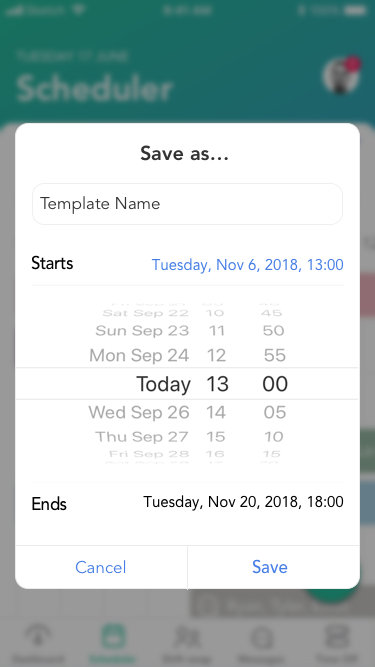 TUESDAY 17 JUNE
Scheduler
Save as...
Template Name
Starts Tuesday, Nov 6, 2018, 13:00
Sat Sep 22 10 45
Sun Sep 23 11 50
Mon Sep 24 12 55
Today 13 00
Wed Sep 26 14 05
Thu Sep 27 15 10
Fri Sep 28 16 15
Ends Tuesday, Nov 20, 2018, 18:00
Cancel Save
Dashboard Scheduler Messages Time Off